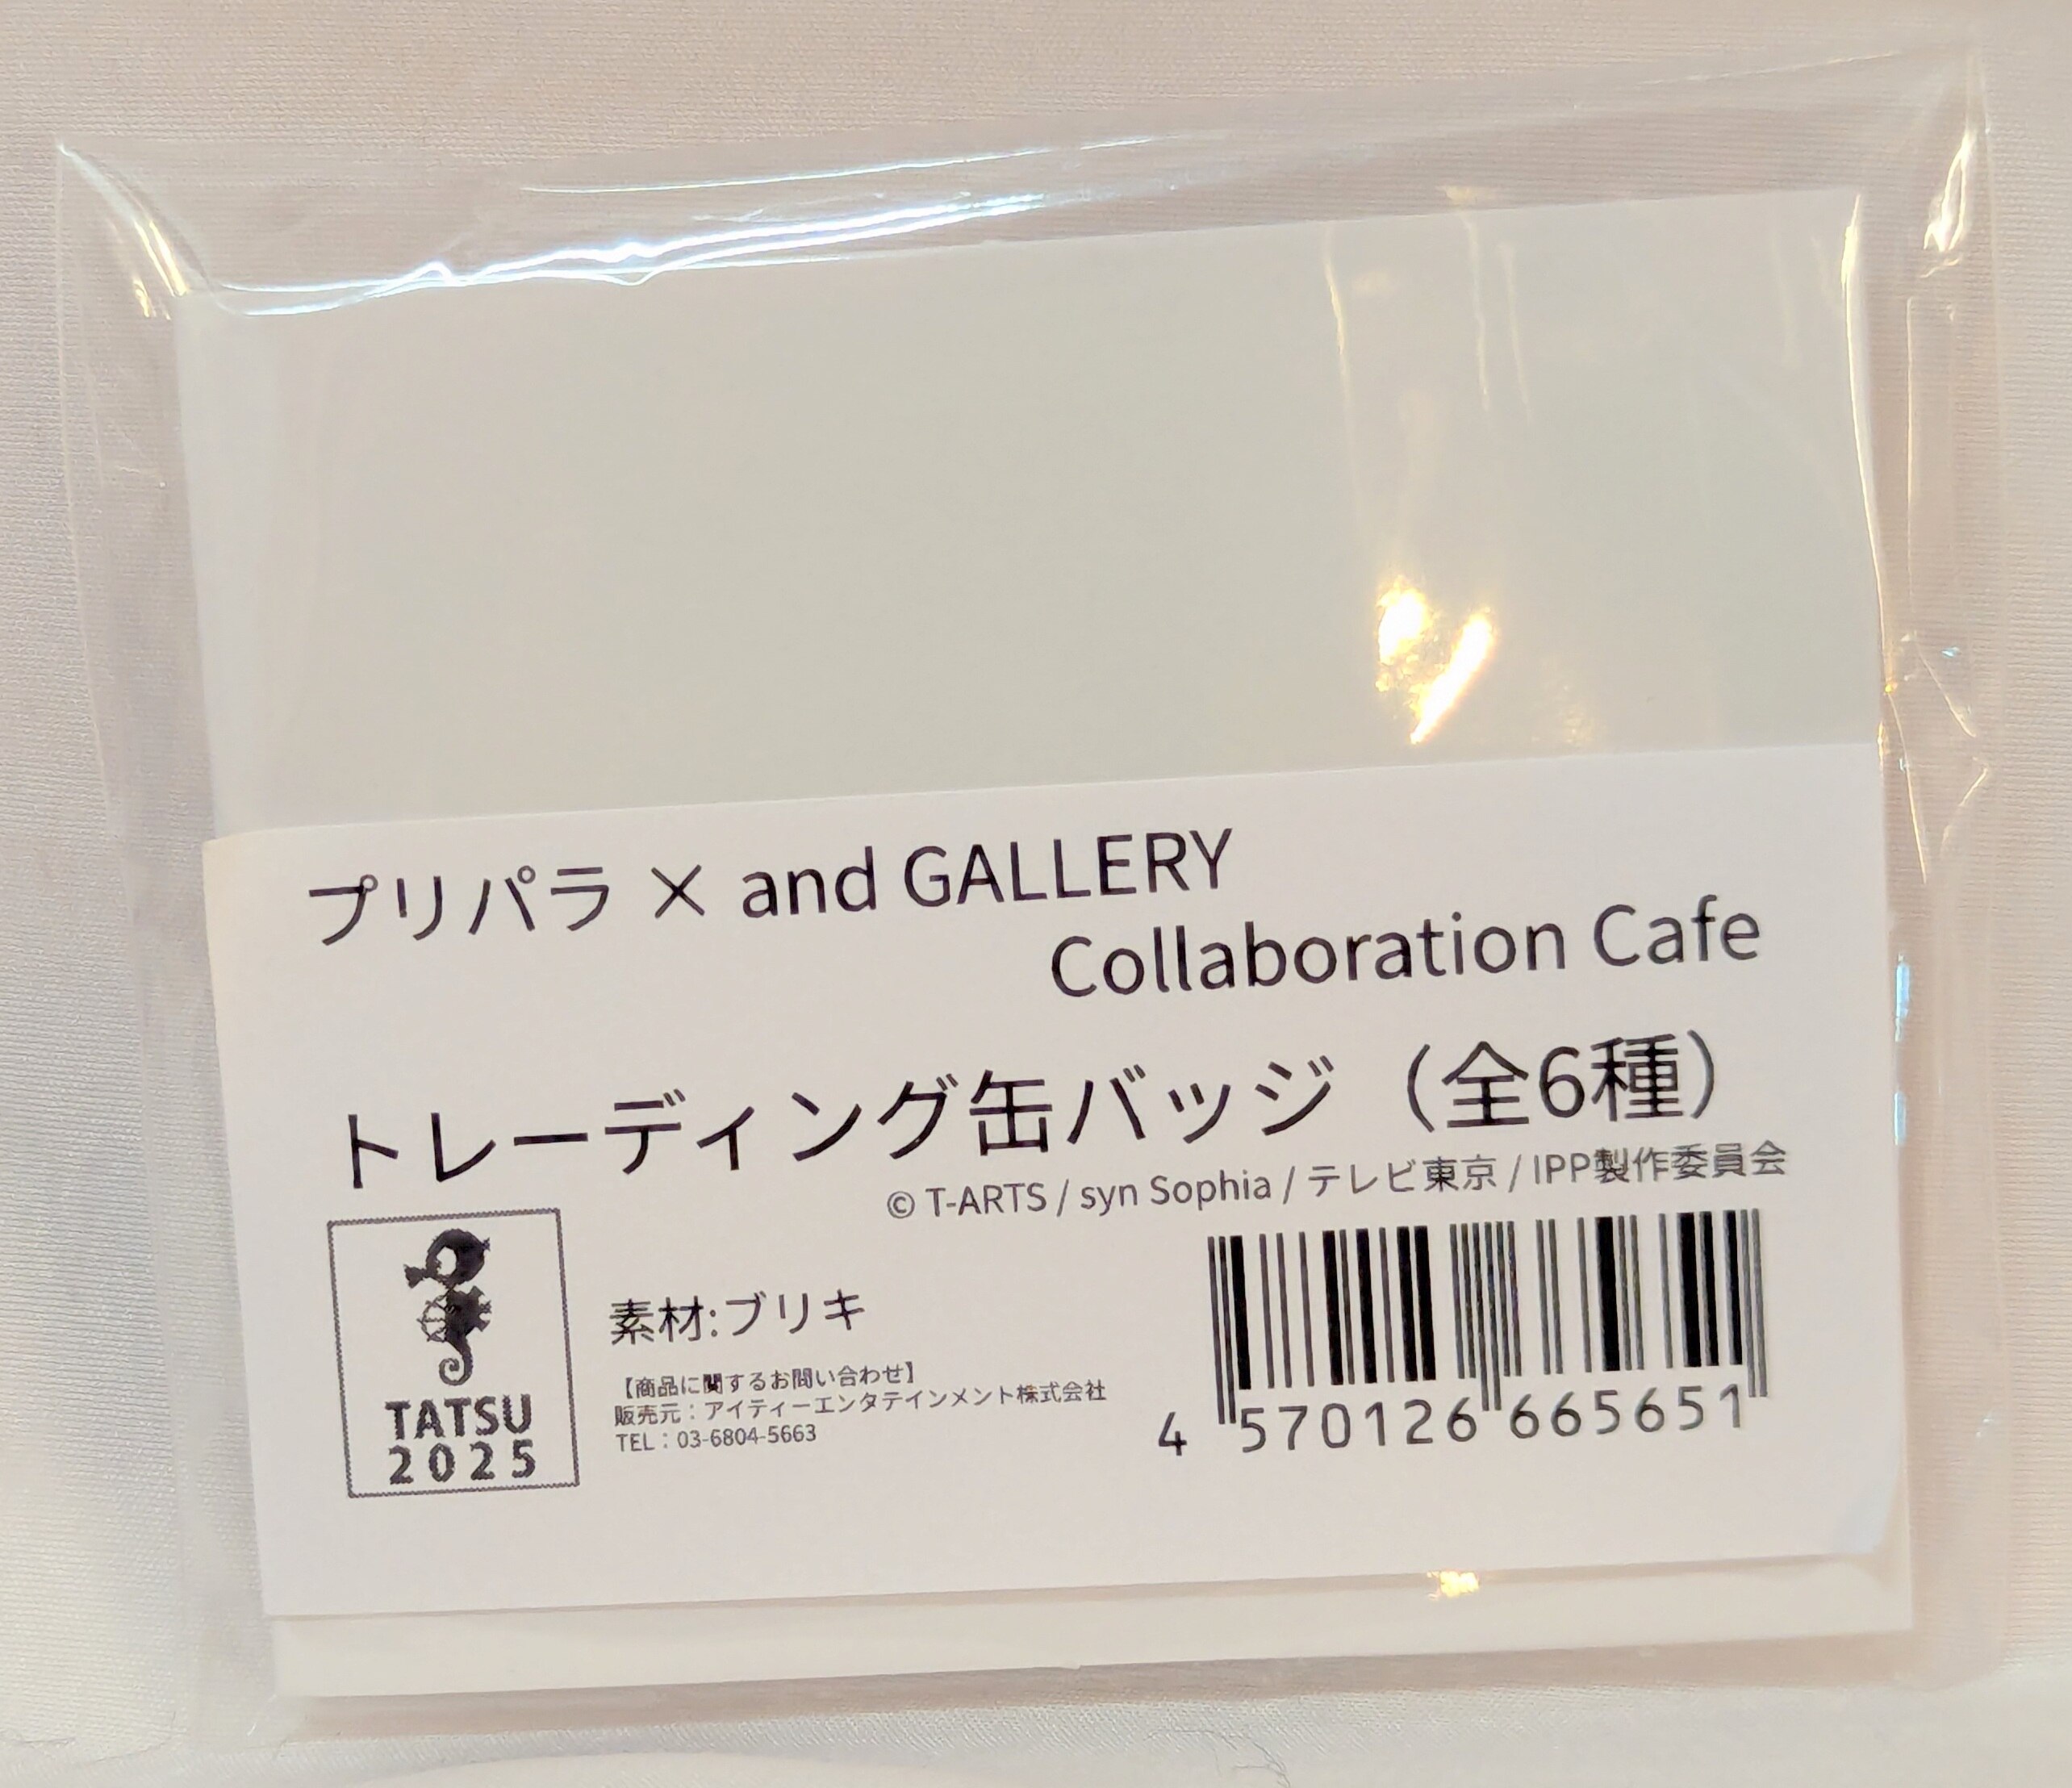 プリパラ × and GALLERY
Collaboration Cafe
トレーディング缶バッジ（全6種）
© T-ARTS / syn Sophia / テレビ東京 / IPP製作委員会
TATSU
2025
素材:ブリキ
【商品に関するお問い合わせ】
販売元：アイティーエンタテインメント株式会社
TEL：03-6804-5663
4 570126 665651